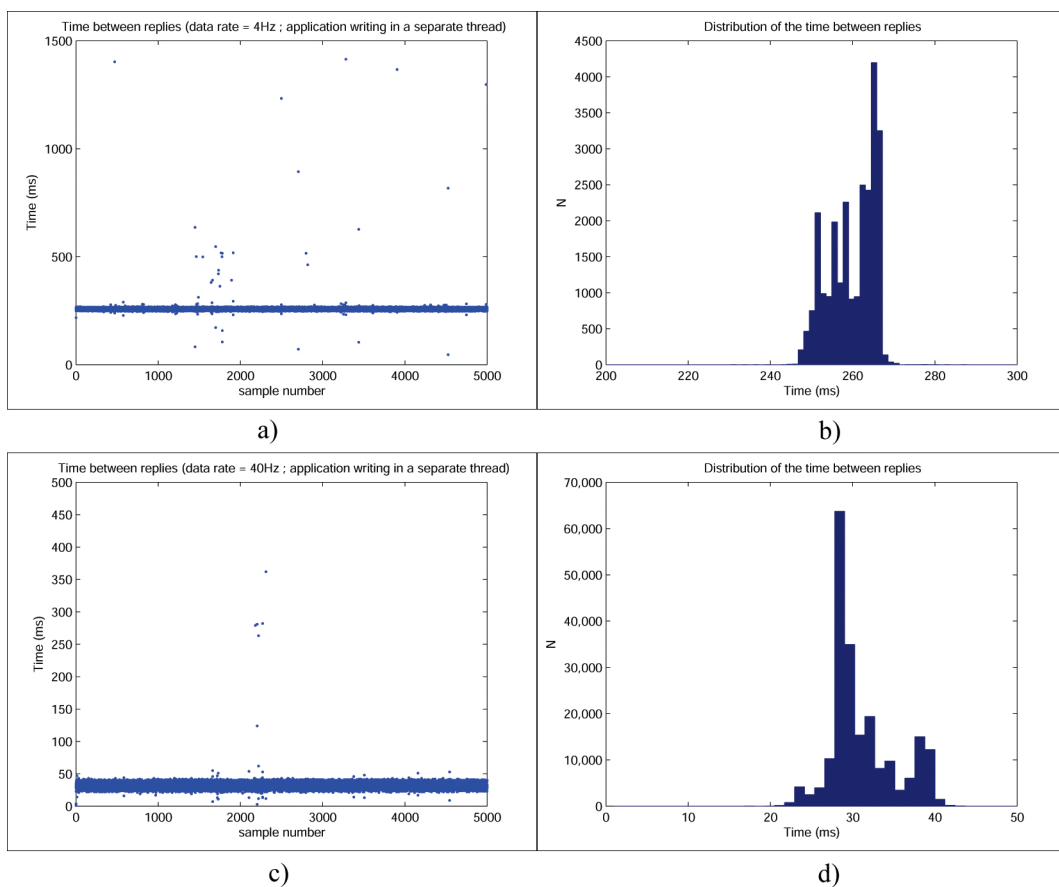 Time between replies (data rate = 4Hz ; application writing in a separate thread)
1500
1000
500
0
Time (ms)
0 1000 2000 3000 4000 5000
sample number
a)
Distribution of the time between replies
4500
4000
3500
3000
2500
2000
1500
1000
500
0
N
200 220 240 260 280 300
Time (ms)
b)
Time between replies (data rate = 40Hz ; application writing in a separate thread)
500
450
400
350
300
250
200
150
100
50
0
Time (ms)
0 1000 2000 3000 4000 5000
sample number
c)
Distribution of the time between replies
70,000
60,000
50,000
40,000
30,000
20,000
10,000
0
N
0 10 20 30 40 50
Time (ms)
d)